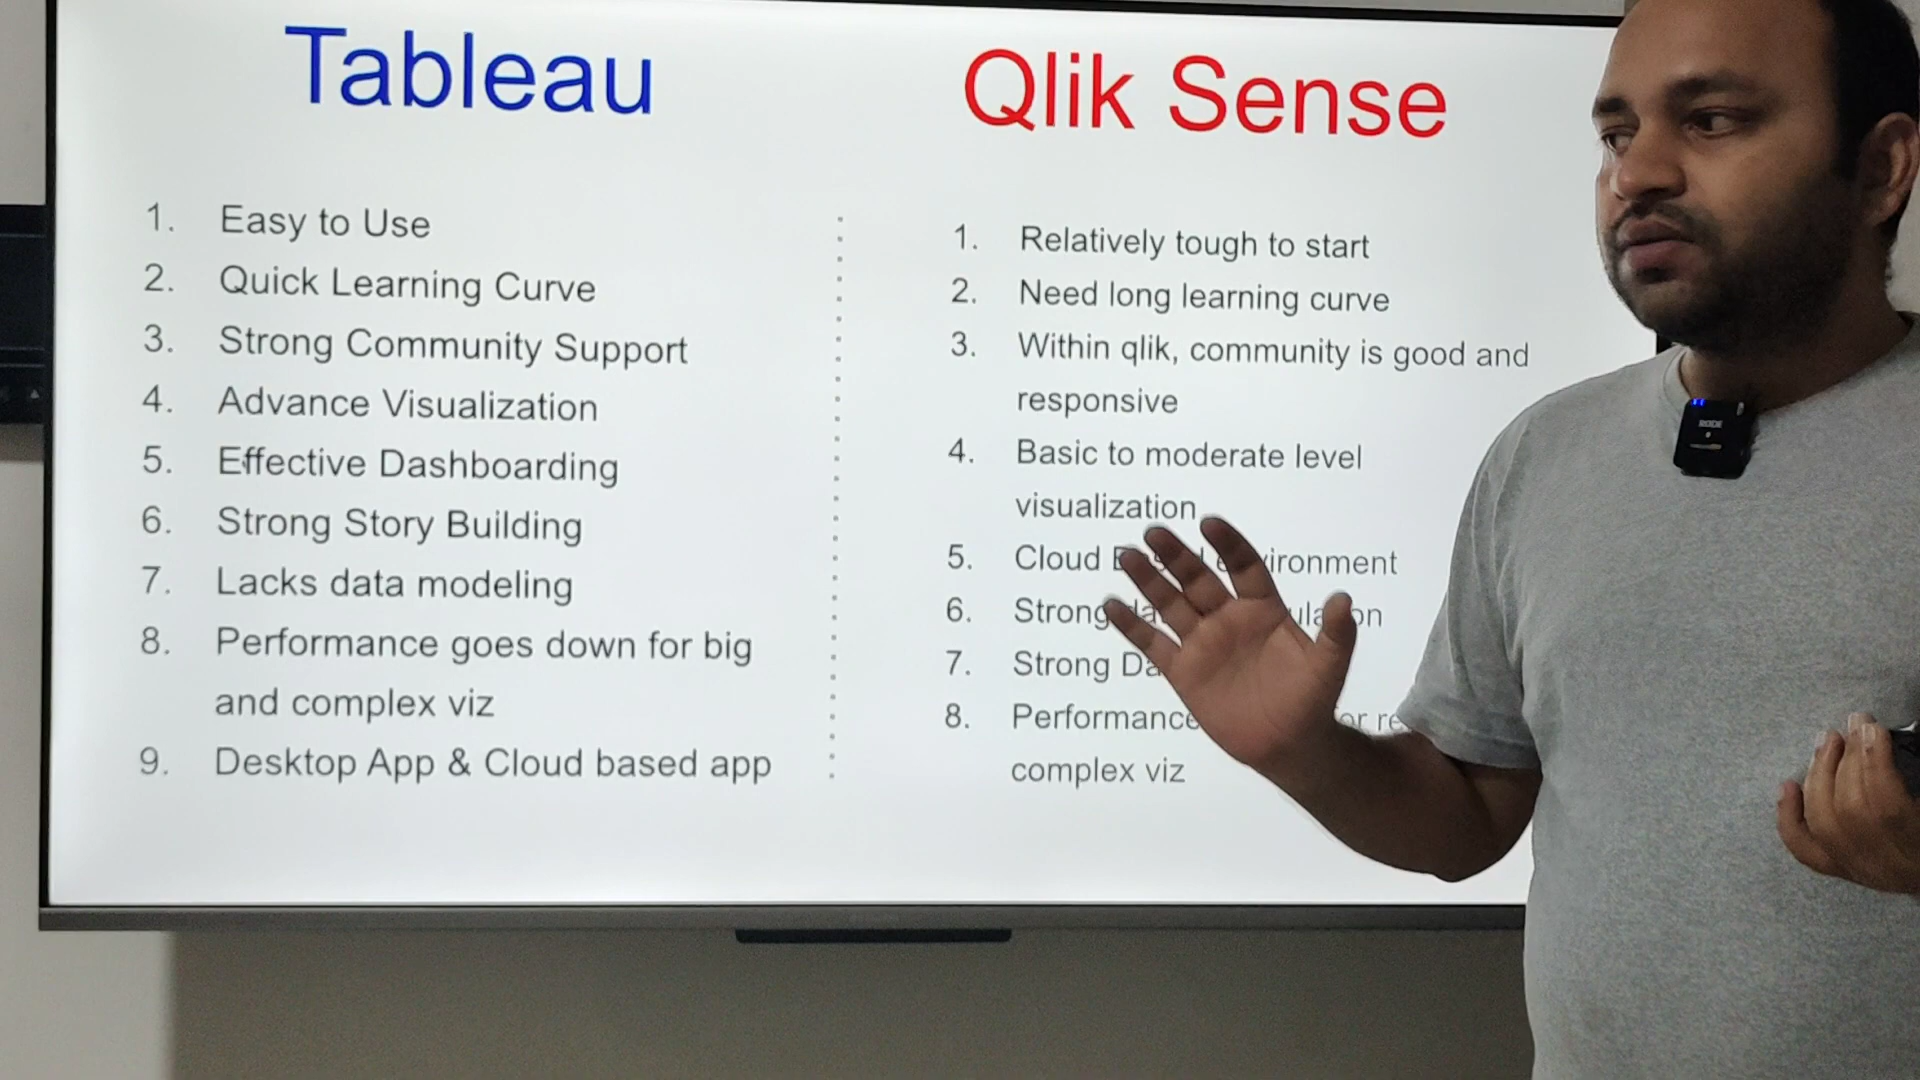 Tableau
1. Easy to Use
2. Quick Learning Curve
3. Strong Community Support
4. Advance Visualization
5. Effective Dashboarding
6. Strong Story Building
7. Lacks data modeling
8. Performance goes down for big
and complex viz
9. Desktop App & Cloud based app
Qlik Sense
1. Relatively tough to start
2. Need long learning curve
3. Within qlik, community is good and
responsive
4. Basic to moderate level
visualization
5. Cloud
6. Strong
7. Strong
8. Performance
complex viz
RODE